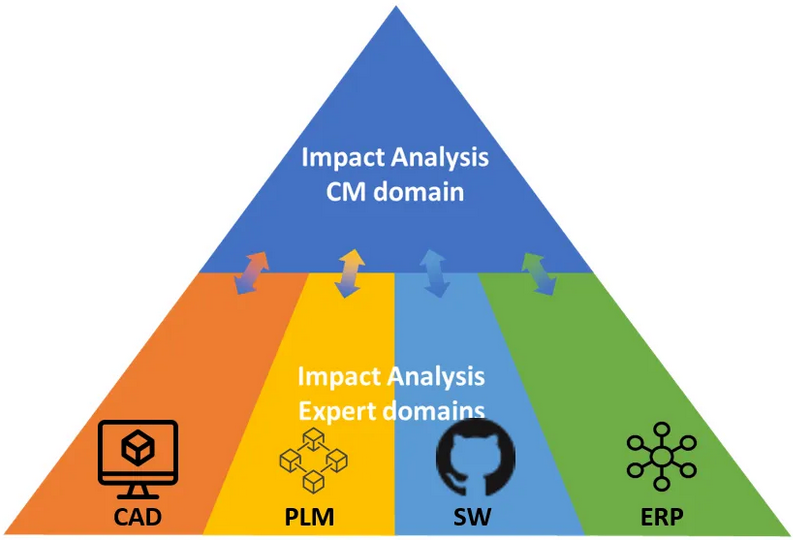 Impact Analysis
CM domain
Impact Analysis
Expert domains
CAD
PLM
SW
ERP